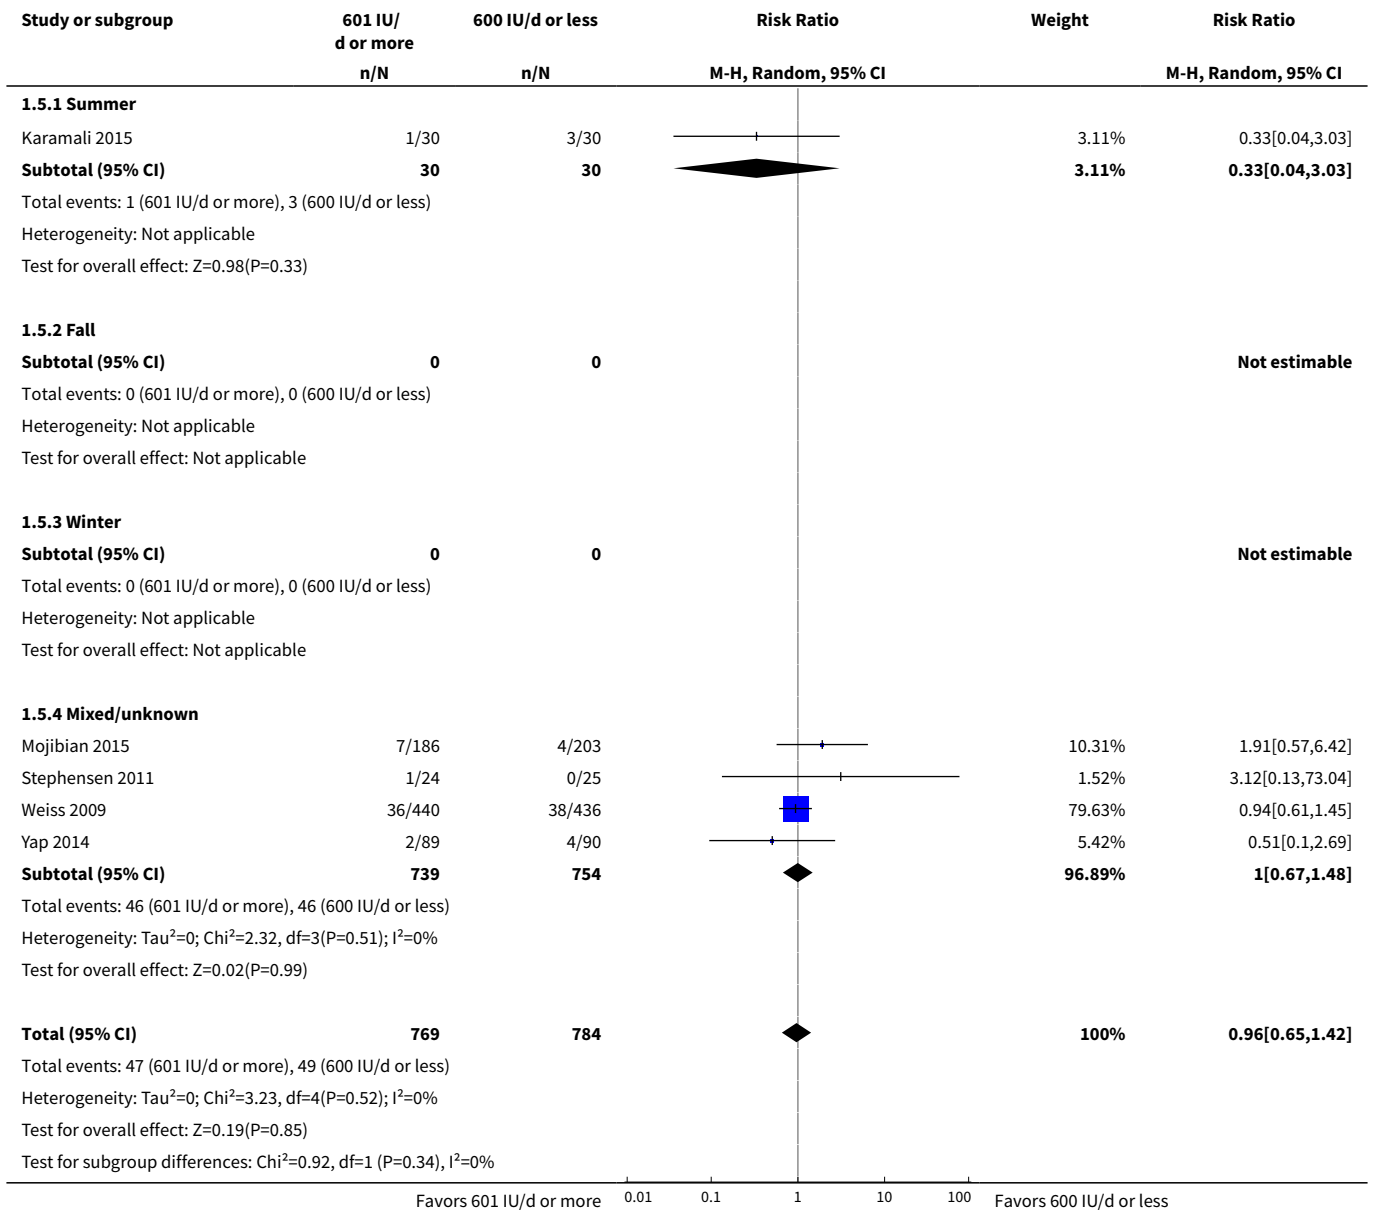 Study or subgroup 601 IU/ 600 IU/d or less Risk Ratio Weight Risk Ratio
d or more
n/N n/N M-H, Random, 95% CI M-H, Random, 95% CI
1.5.1 Summer
Karamali 2015 1/30 3/30 3.11% 0.33[0.04,3.03]
Subtotal (95% CI) 30 30 3.11% 0.33[0.04,3.03]
Total events: 1 (601 IU/d or more), 3 (600 IU/d or less)
Heterogeneity: Not applicable
Test for overall effect: Z=0.98(P=0.33)
1.5.2 Fall
Subtotal (95% CI) 0 0 Not estimable
Total events: 0 (601 IU/d or more), 0 (600 IU/d or less)
Heterogeneity: Not applicable
Test for overall effect: Not applicable
1.5.3 Winter
Subtotal (95% CI) 0 0 Not estimable
Total events: 0 (601 IU/d or more), 0 (600 IU/d or less)
Heterogeneity: Not applicable
Test for overall effect: Not applicable
1.5.4 Mixed/unknown
Mojibian 2015 7/186 4/203 10.31% 1.91[0.57,6.42]
Stephensen 2011 1/24 0/25 1.52% 3.12[0.13,73.04]
Weiss 2009 36/440 38/436 79.63% 0.94[0.61,1.45]
Yap 2014 2/89 4/90 5.42% 0.51[0.1,2.69]
Subtotal (95% CI) 739 754 96.89% 1[0.67,1.48]
Total events: 46 (601 IU/d or more), 46 (600 IU/d or less)
Heterogeneity: Tau²=0; Chi²=2.32, df=3(P=0.51); I²=0%
Test for overall effect: Z=0.02(P=0.99)
Total (95% CI) 769 784 100% 0.96[0.65,1.42]
Total events: 47 (601 IU/d or more), 49 (600 IU/d or less)
Heterogeneity: Tau²=0; Chi²=3.23, df=4(P=0.52); I²=0%
Test for overall effect: Z=0.19(P=0.85)
Test for subgroup differences: Chi²=0.92, df=1 (P=0.34), I²=0%
Favors 601 IU/d or more 0.01 0.1 1 10 100 Favors 600 IU/d or less